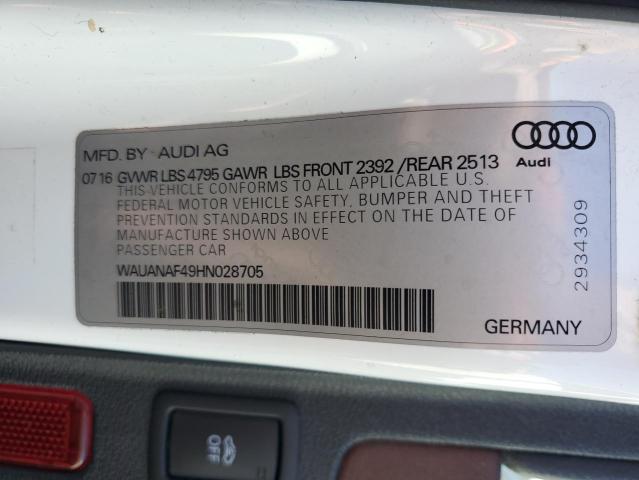 MFD. BY AUDI AG
Audi
07 16 GVWR LBS 4795 GAWR LBS FRONT 2392 / REAR 2513
THIS VEHICLE CONFORMS TO ALL APPLICABLE U.S.
FEDERAL MOTOR VEHICLE SAFETY, BUMPER AND THEFT
PREVENTION STANDARDS IN EFFECT ON THE DATE OF
MANUFACTURE SHOWN ABOVE
PASSENGER CAR
WAUANAF49HN028705
2934309
GERMANY
OFF